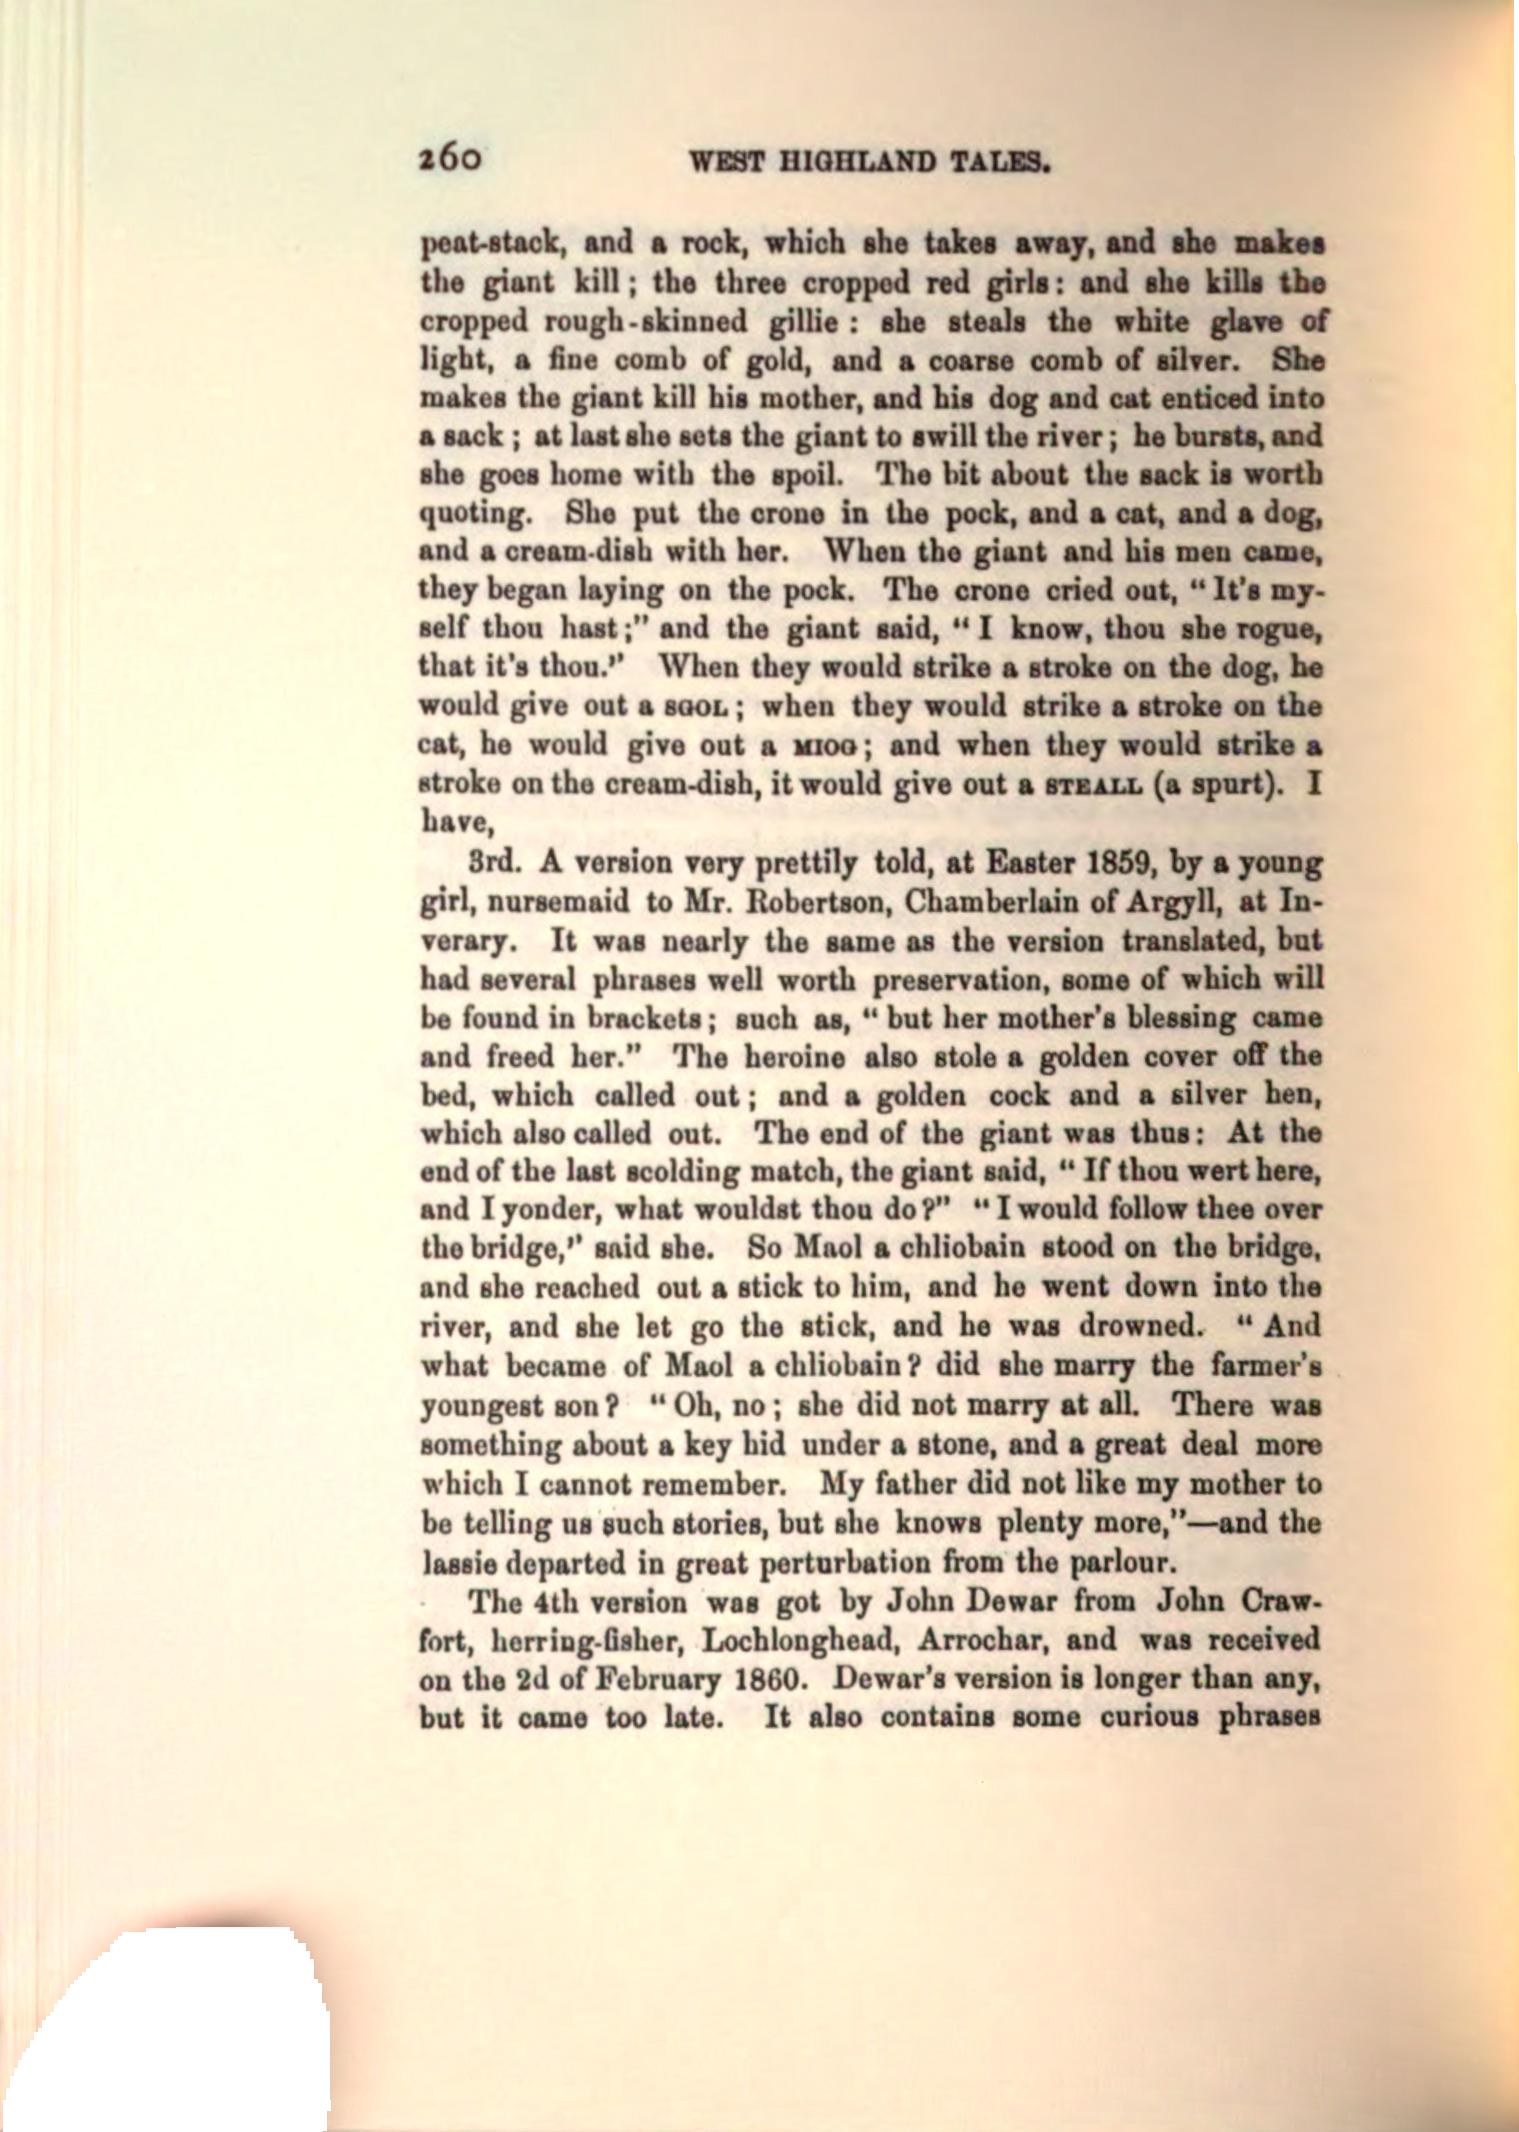 260 WEST HIGHLAND TALES.
peat-stack, and a rock, which she takes away, and she makes
the giant kill; the three cropped red girls: and she kills the
cropped rough-skinned gillie: she steals the white glave of
light, a fine comb of gold, and a coarse comb of silver. She
makes the giant kill his mother, and his dog and cat enticed into
a sack; at last she sets the giant to swill the river; he bursts, and
she goes home with the spoil. The bit about the sack is worth
quoting. She put the crone in the pock, and a cat, and a dog,
and a cream-dish with her. When the giant and his men came,
they began laying on the pock. The crone cried out, "It's my-
self thou hast;" and the giant said, "I know, thou she rogue,
that it's thou." When they would strike a stroke on the dog, he
would give out a SGOL; when they would strike a stroke on the
cat, he would give out a MIOG; and when they would strike a
stroke on the cream-dish, it would give out a STEALL (a spurt). I
have,
3rd. A version very prettily told, at Easter 1859, by a young
girl, nursemaid to Mr. Robertson, Chamberlain of Argyll, at In-
verary. It was nearly the same as the version translated, but
had several phrases well worth preservation, some of which will
be found in brackets; such as, "but her mother's blessing came
and freed her." The heroine also stole a golden cover off the
bed, which called out; and a golden cock and a silver hen,
which also called out. The end of the giant was thus: At the
end of the last scolding match, the giant said, "If thou wert here,
and I yonder, what wouldst thou do?" "I would follow thee over
the bridge," said she. So Maol a chliobain stood on the bridge,
and she reached out a stick to him, and he went down into the
river, and she let go the stick, and he was drowned. "And
what became of Maol a chliobain? did she marry the farmer's
youngest son? "Oh, no; she did not marry at all. There was
something about a key hid under a stone, and a great deal more
which I cannot remember. My father did not like my mother to
be telling us such stories, but she knows plenty more,"—and the
lassie departed in great perturbation from the parlour.
The 4th version was got by John Dewar from John Craw-
fort, herring-fisher, Lochlonghead, Arrochar, and was received
on the 2d of February 1860. Dewar's version is longer than any,
but it came too late. It also contains some curious phrases